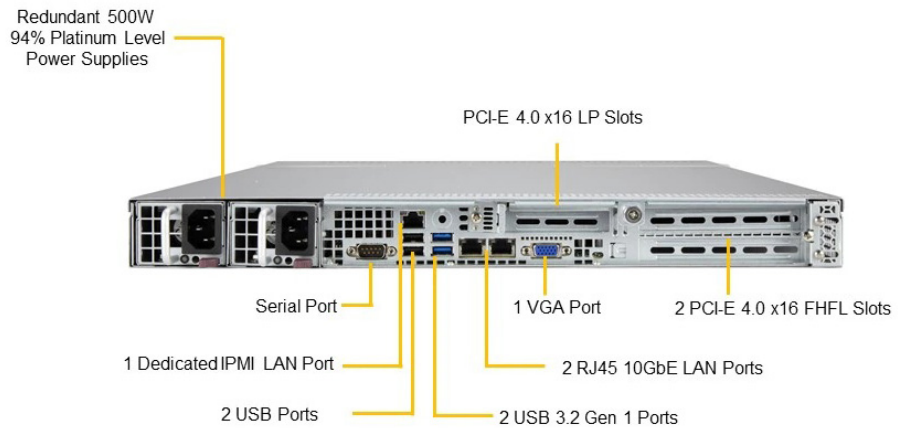 Redundant 500W
94% Platinum Level
Power Supplies
PCI-E 4.0 x16 LP Slots
Serial Port
1 VGA Port
2 PCI-E 4.0 x16 FHFL Slots
1 Dedicated IPMI LAN Port
2 RJ45 10GbE LAN Ports
2 USB Ports
2 USB 3.2 Gen 1 Ports